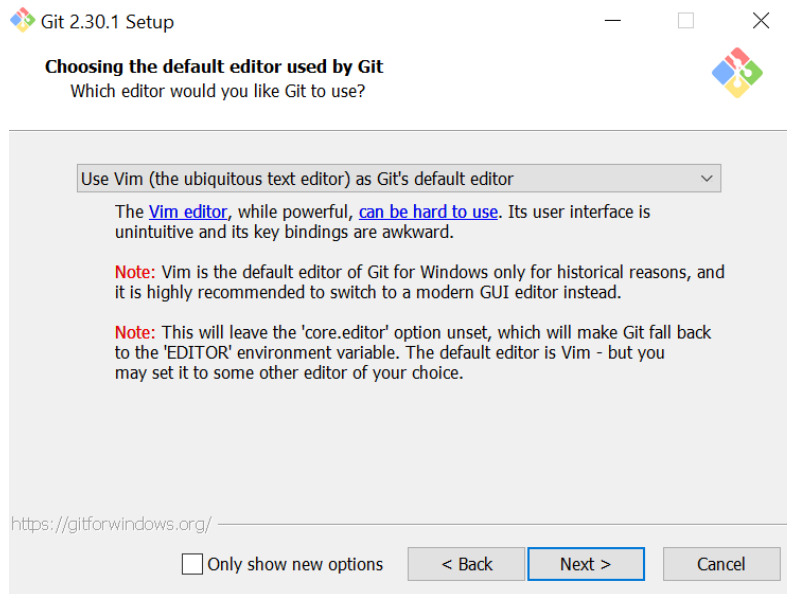 Git 2.30.1 Setup
Choosing the default editor used by Git
Which editor would you like Git to use?
Use Vim (the ubiquitous text editor) as Git's default editor
The Vim editor, while powerful, can be hard to use. Its user interface is
unintuitive and its key bindings are awkward.
Note: Vim is the default editor of Git for Windows only for historical reasons, and
it is highly recommended to switch to a modern GUI editor instead.
Note: This will leave the 'core.editor' option unset, which will make Git fall back
to the 'EDITOR' environment variable. The default editor is Vim - but you
may set it to some other editor of your choice.
https://gitforwindows.org/
Only show new options
< Back
Next >
Cancel